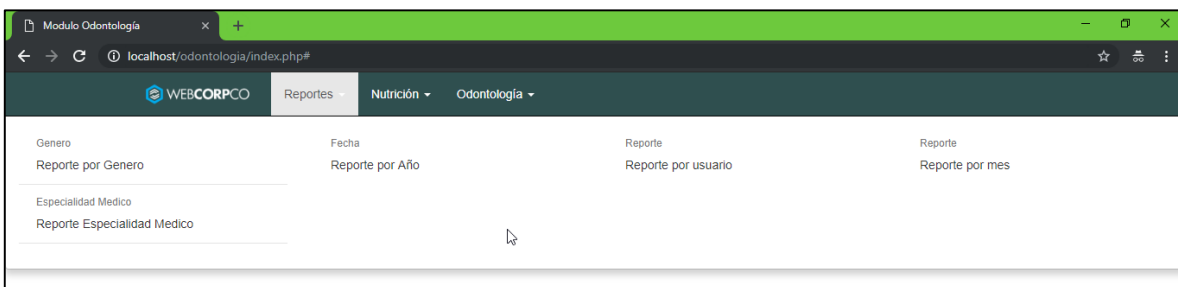 Modulo Odontología
localhost/odontologia/index.php#
WEBCORPCO Reportes Nutrición Odontología
Genero Fecha Reporte Reporte
Reporte por Genero Reporte por Año Reporte por usuario Reporte por mes
Especialidad Medico
Reporte Especialidad Medico